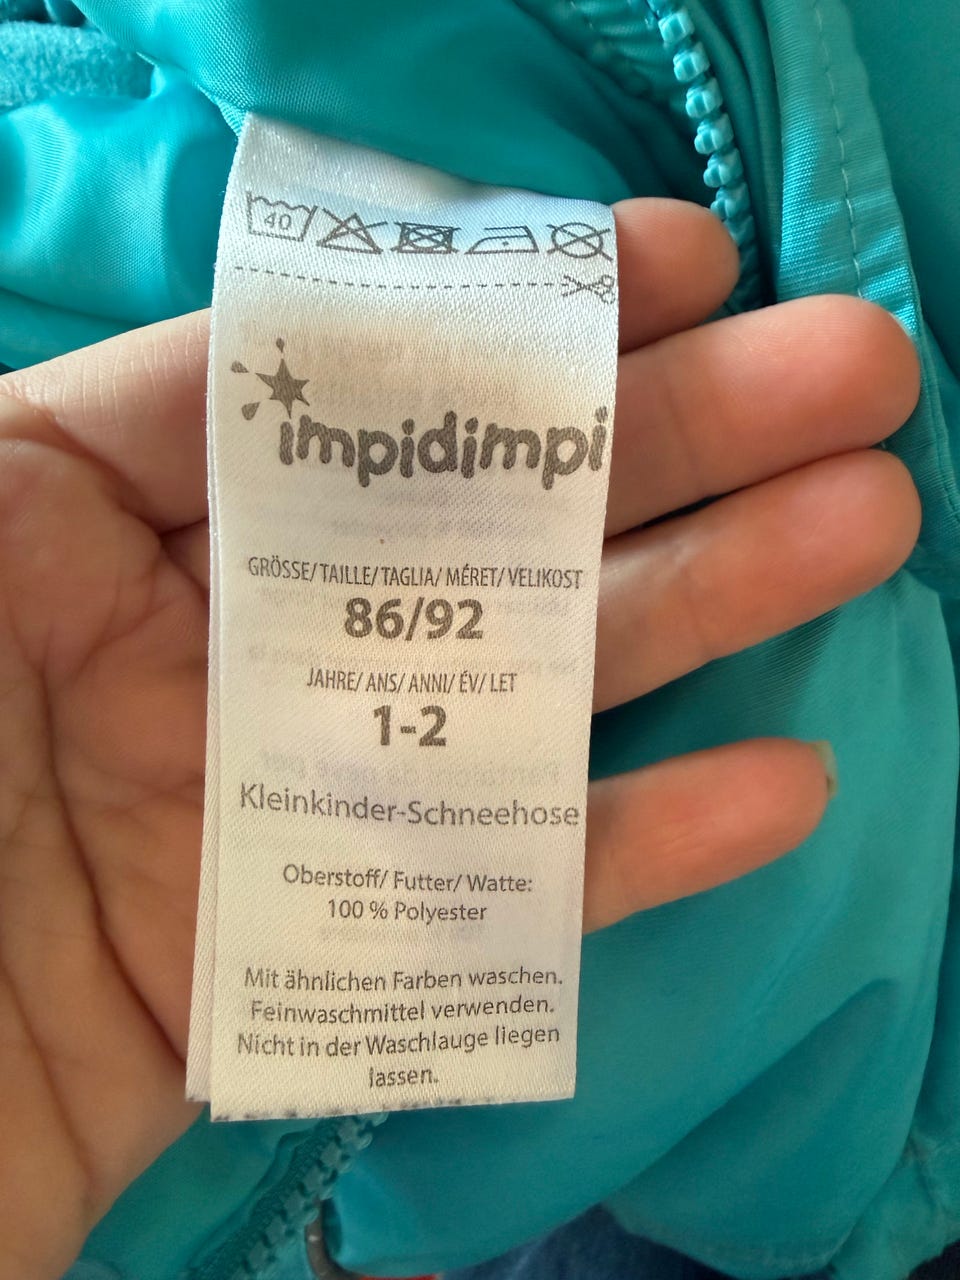 40
impidimpi
GRÖSSE/ TAILLE/ TAGLIA/ MÉRET/ VELIKOST
86/92
JAHRE/ ANS/ ANNI/ ÉV/ LET
1-2
Kleinkinder-Schneehose
Oberstoff/ Futter/ Watte:
100 % Polyester
Mit ähnlichen Farben waschen.
Feinwaschmittel verwenden.
Nicht in der Waschlauge liegen
lassen.